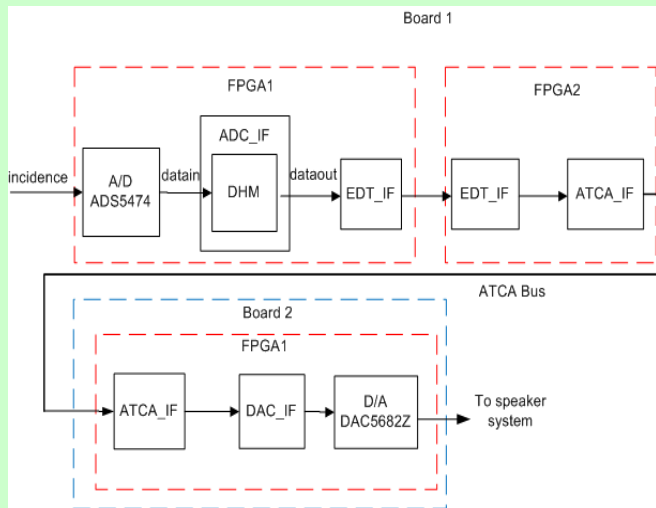 Board 1
FPGA1
FPGA2
incidence
A/D
ADS5474
datain
ADC_IF
DHM
dataout
EDT_IF
EDT_IF
ATCA_IF
ATCA Bus
Board 2
FPGA1
ATCA_IF
DAC_IF
D/A
DAC5682Z
To speaker
system